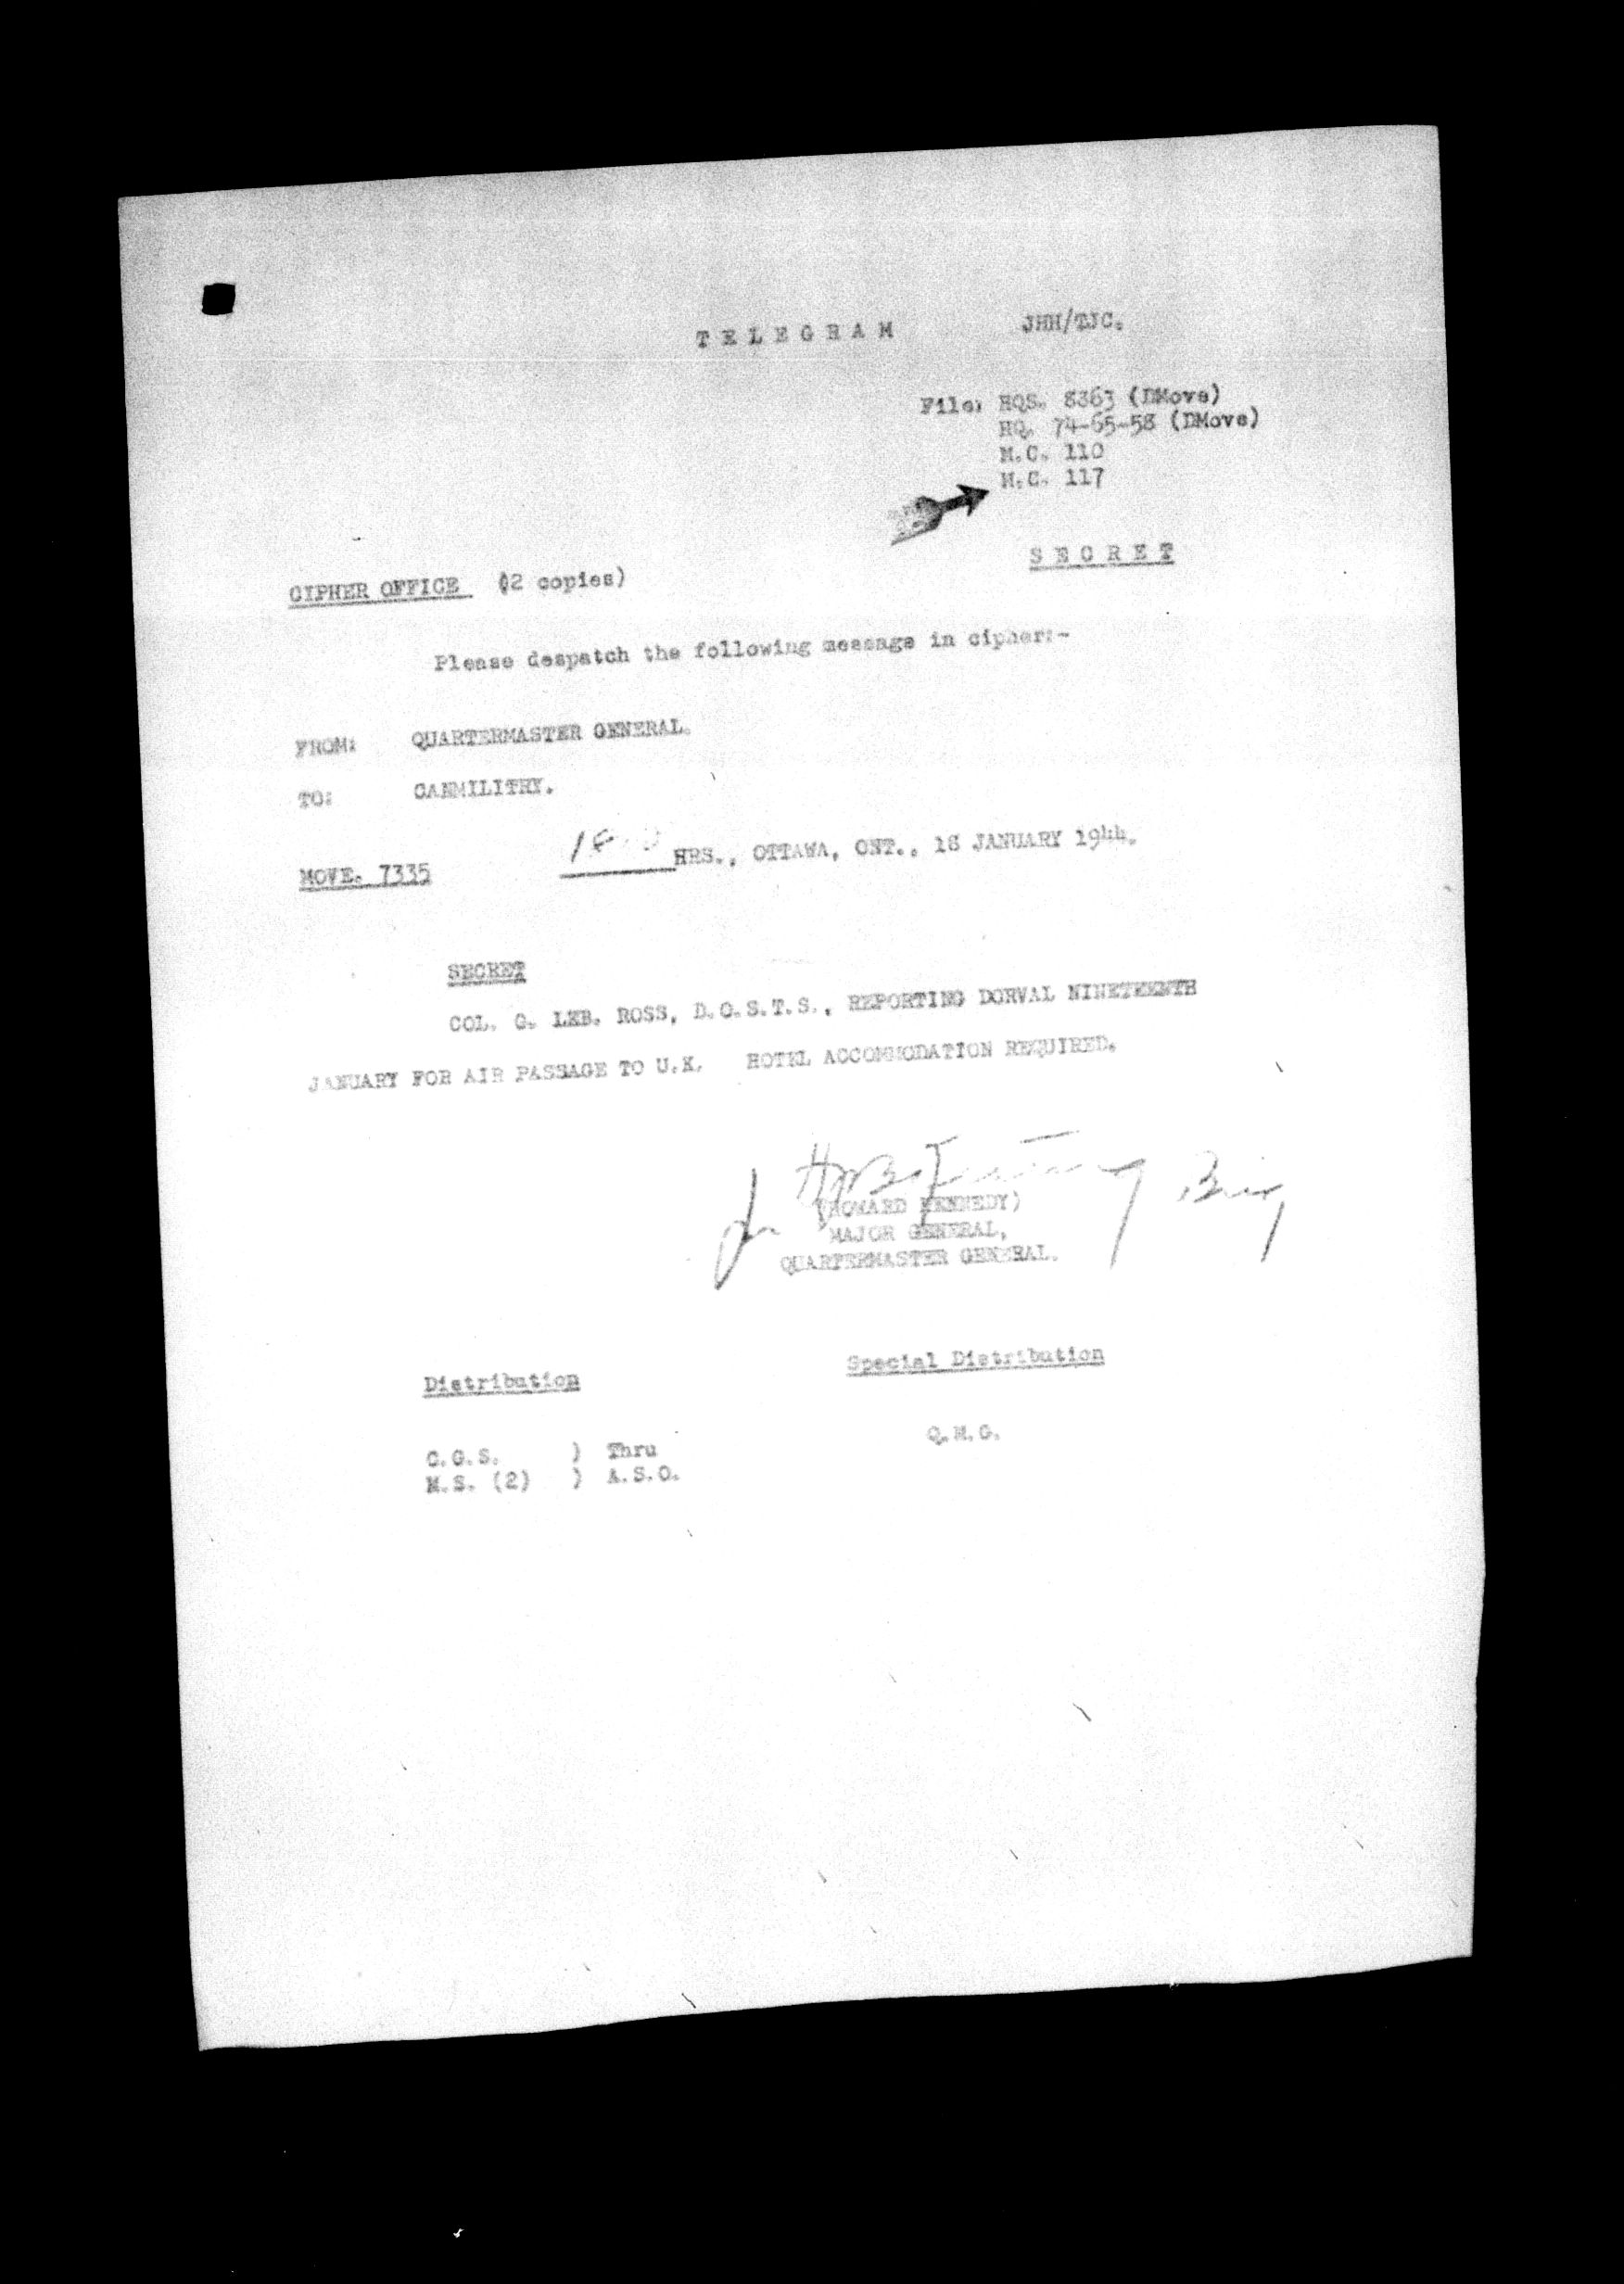 T E L E G R A M JHH/TJC.
File: HQS. 8363 (DMove)
HQ. 74-65-58 (DMove)
M.C. 110
M.C. 117
S E C R E T
CIPHER OFFICE (2 copies)
Please despatch the following message in cipher:-
FROM: QUARTERMASTER GENERAL.
TO: CANMILITRY.
MOVE. 7335 HRS., OTTAWA, ONT., 18 JANUARY 1944.
SECRET
COL. G. LEB. ROSS, D.O.S.T.S., REPORTING DORVAL NINETEENTH
JANUARY FOR AIR PASSAGE TO U.K. HOTEL ACCOMMODATION REQUIRED.
(HOWARD KENNEDY)
MAJOR GENERAL,
QUARTERMASTER GENERAL.
Distribution Special Distribution
C.G.S. ) Thru Q.M.G.
M.S. (2) ) A.S.O.